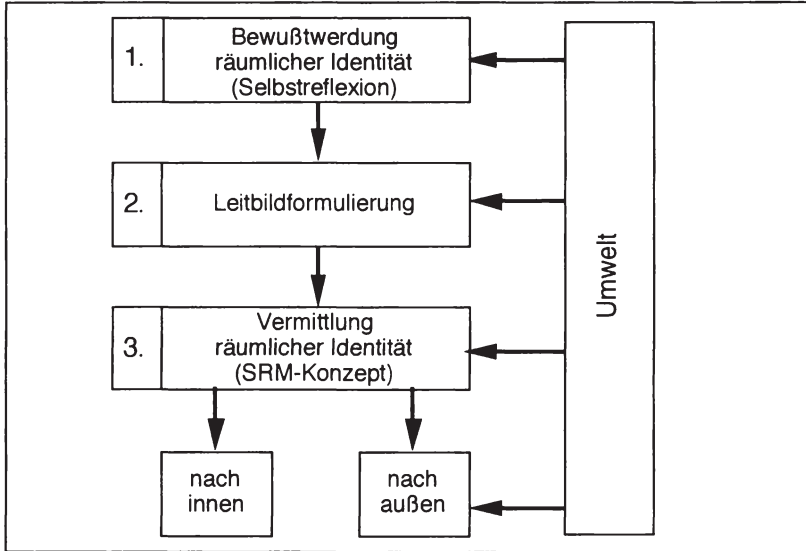 1.
Bewußtwerdung
räumlicher Identität
(Selbstreflexion)
2.
Leitbildformulierung
3.
Vermittlung
räumlicher Identität
(SRM-Konzept)
nach
innen
nach
außen
Umwelt